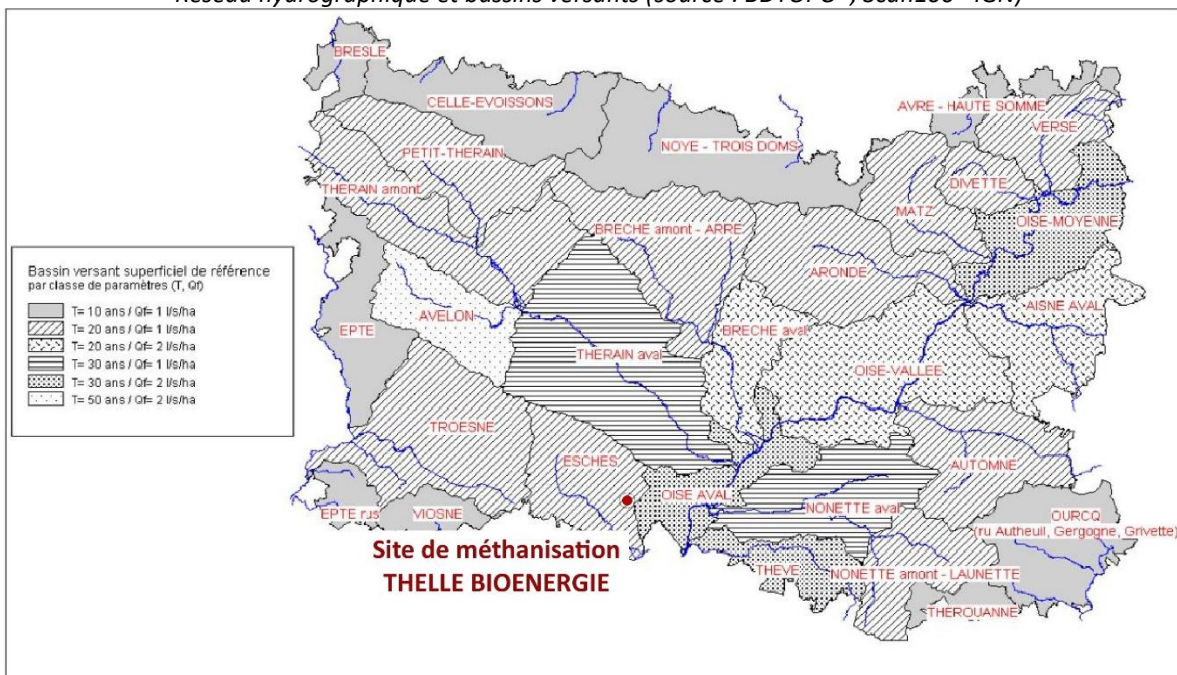 Réseau hydrographique et bassins versants (source : BDTOPO®, Scan100® IGN)
BRESLE
CELLE-EVOISSONS
AVRE - HAUTE SOMME
VERSE
NOYE - TROIS DOMS
PETIT-THERAIN
THERAIN amont
DIVETTE
MATZ
OISE-MOYENNE
BRECHE amont - ARRE
ARONDE
Bassin versant superficiel de référence
par classe de paramètres (T, Qf)
T= 10 ans / Qf= 1 l/s/ha
T= 20 ans / Qf= 1 l/s/ha
T= 20 ans / Qf= 2 l/s/ha
T= 30 ans / Qf= 1 l/s/ha
T= 30 ans / Qf= 2 l/s/ha
T= 50 ans / Qf= 2 l/s/ha
AISNE AVAL
AVELON
EPTE
BRECHE aval
THERAIN aval
OISE-VALLEE
TROESNE
ESCHES
AUTOMNE
OISE AVAL
NONETTE aval
EPTE rus
VIOSNE
OURCQ
(ru Autheuil, Gergogne, Grivette)
Site de méthanisation
THELLE BIOENERGIE
THEVE
NONETTE amont - LAUNETTE
THEROUANNE